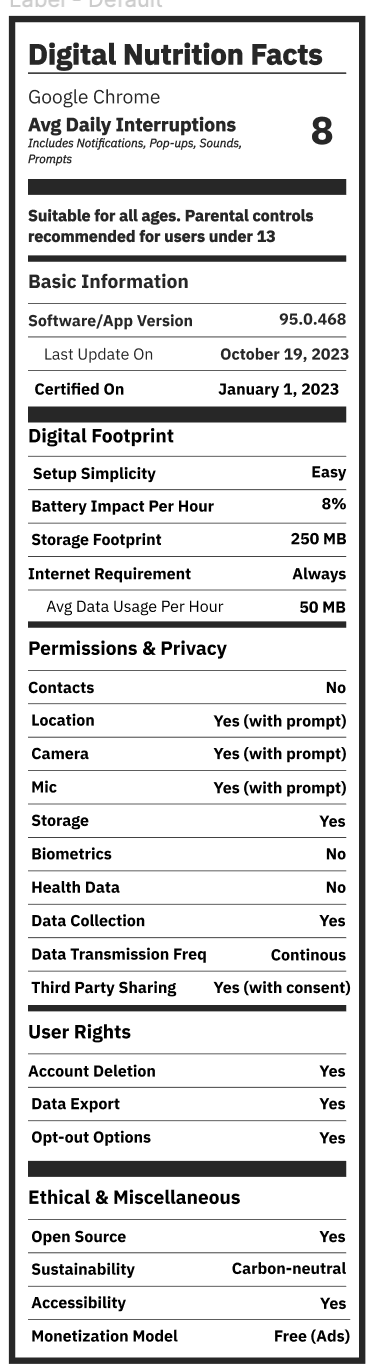 Label - Default
Digital Nutrition Facts
Google Chrome
Avg Daily Interruptions 8
Includes Notifications, Pop-ups, Sounds,
Prompts
Suitable for all ages. Parental controls
recommended for users under 13
Basic Information
Software/App Version 95.0.468
Last Update On October 19, 2023
Certified On January 1, 2023
Digital Footprint
Setup Simplicity Easy
Battery Impact Per Hour 8%
Storage Footprint 250 MB
Internet Requirement Always
Avg Data Usage Per Hour 50 MB
Permissions & Privacy
Contacts No
Location Yes (with prompt)
Camera Yes (with prompt)
Mic Yes (with prompt)
Storage Yes
Biometrics No
Health Data No
Data Collection Yes
Data Transmission Freq Continous
Third Party Sharing Yes (with consent)
User Rights
Account Deletion Yes
Data Export Yes
Opt-out Options Yes
Ethical & Miscellaneous
Open Source Yes
Sustainability Carbon-neutral
Accessibility Yes
Monetization Model Free (Ads)